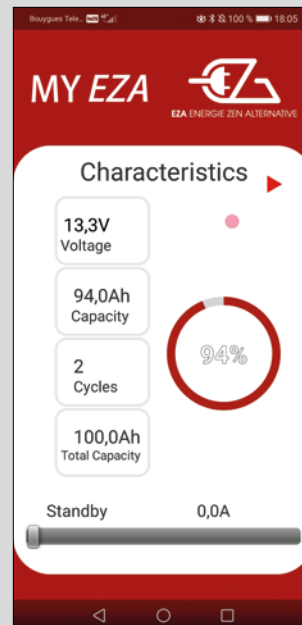 Bouygues Tele...
100 % 18:05
MY EZA
EZA ENERGIE ZEN ALTERNATIVE
Characteristics
13,3V
Voltage
94,0Ah
Capacity
94%
2
Cycles
100,0Ah
Total Capacity
Standby 0,0A